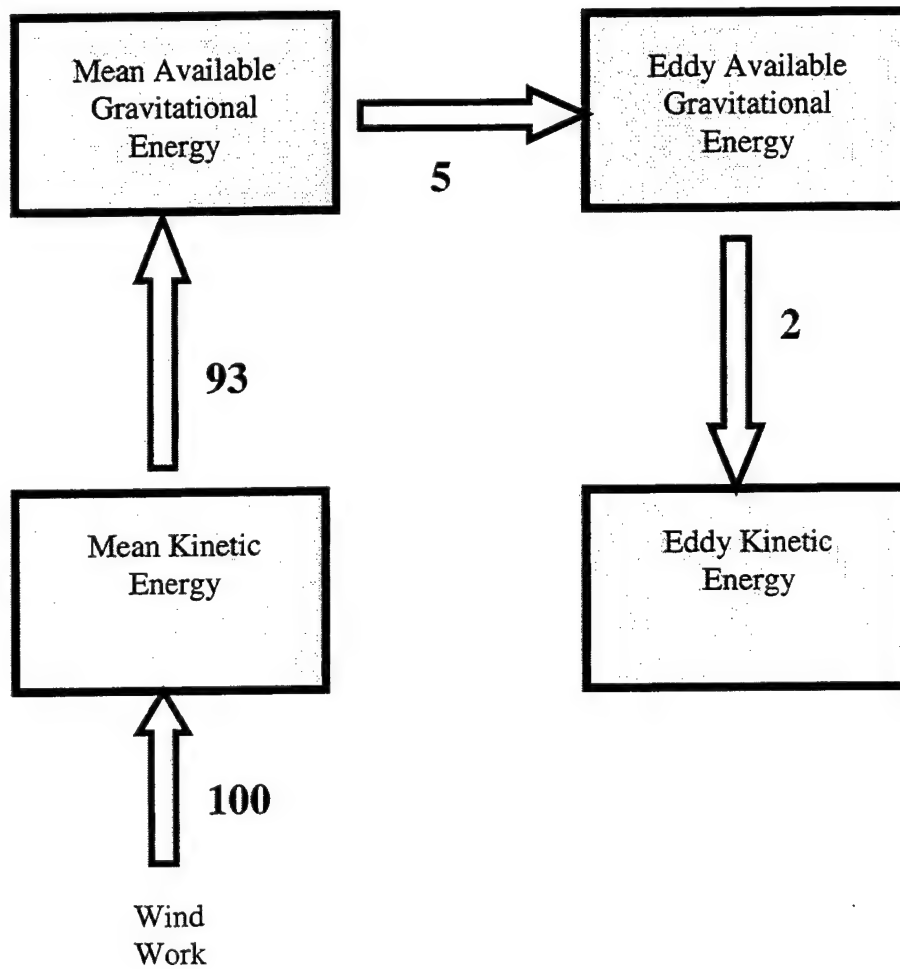 Mean Available
Gravitational
Energy
Eddy Available
Gravitational
Energy
5
2
93
Mean Kinetic
Energy
Eddy Kinetic
Energy
100
Wind
Work